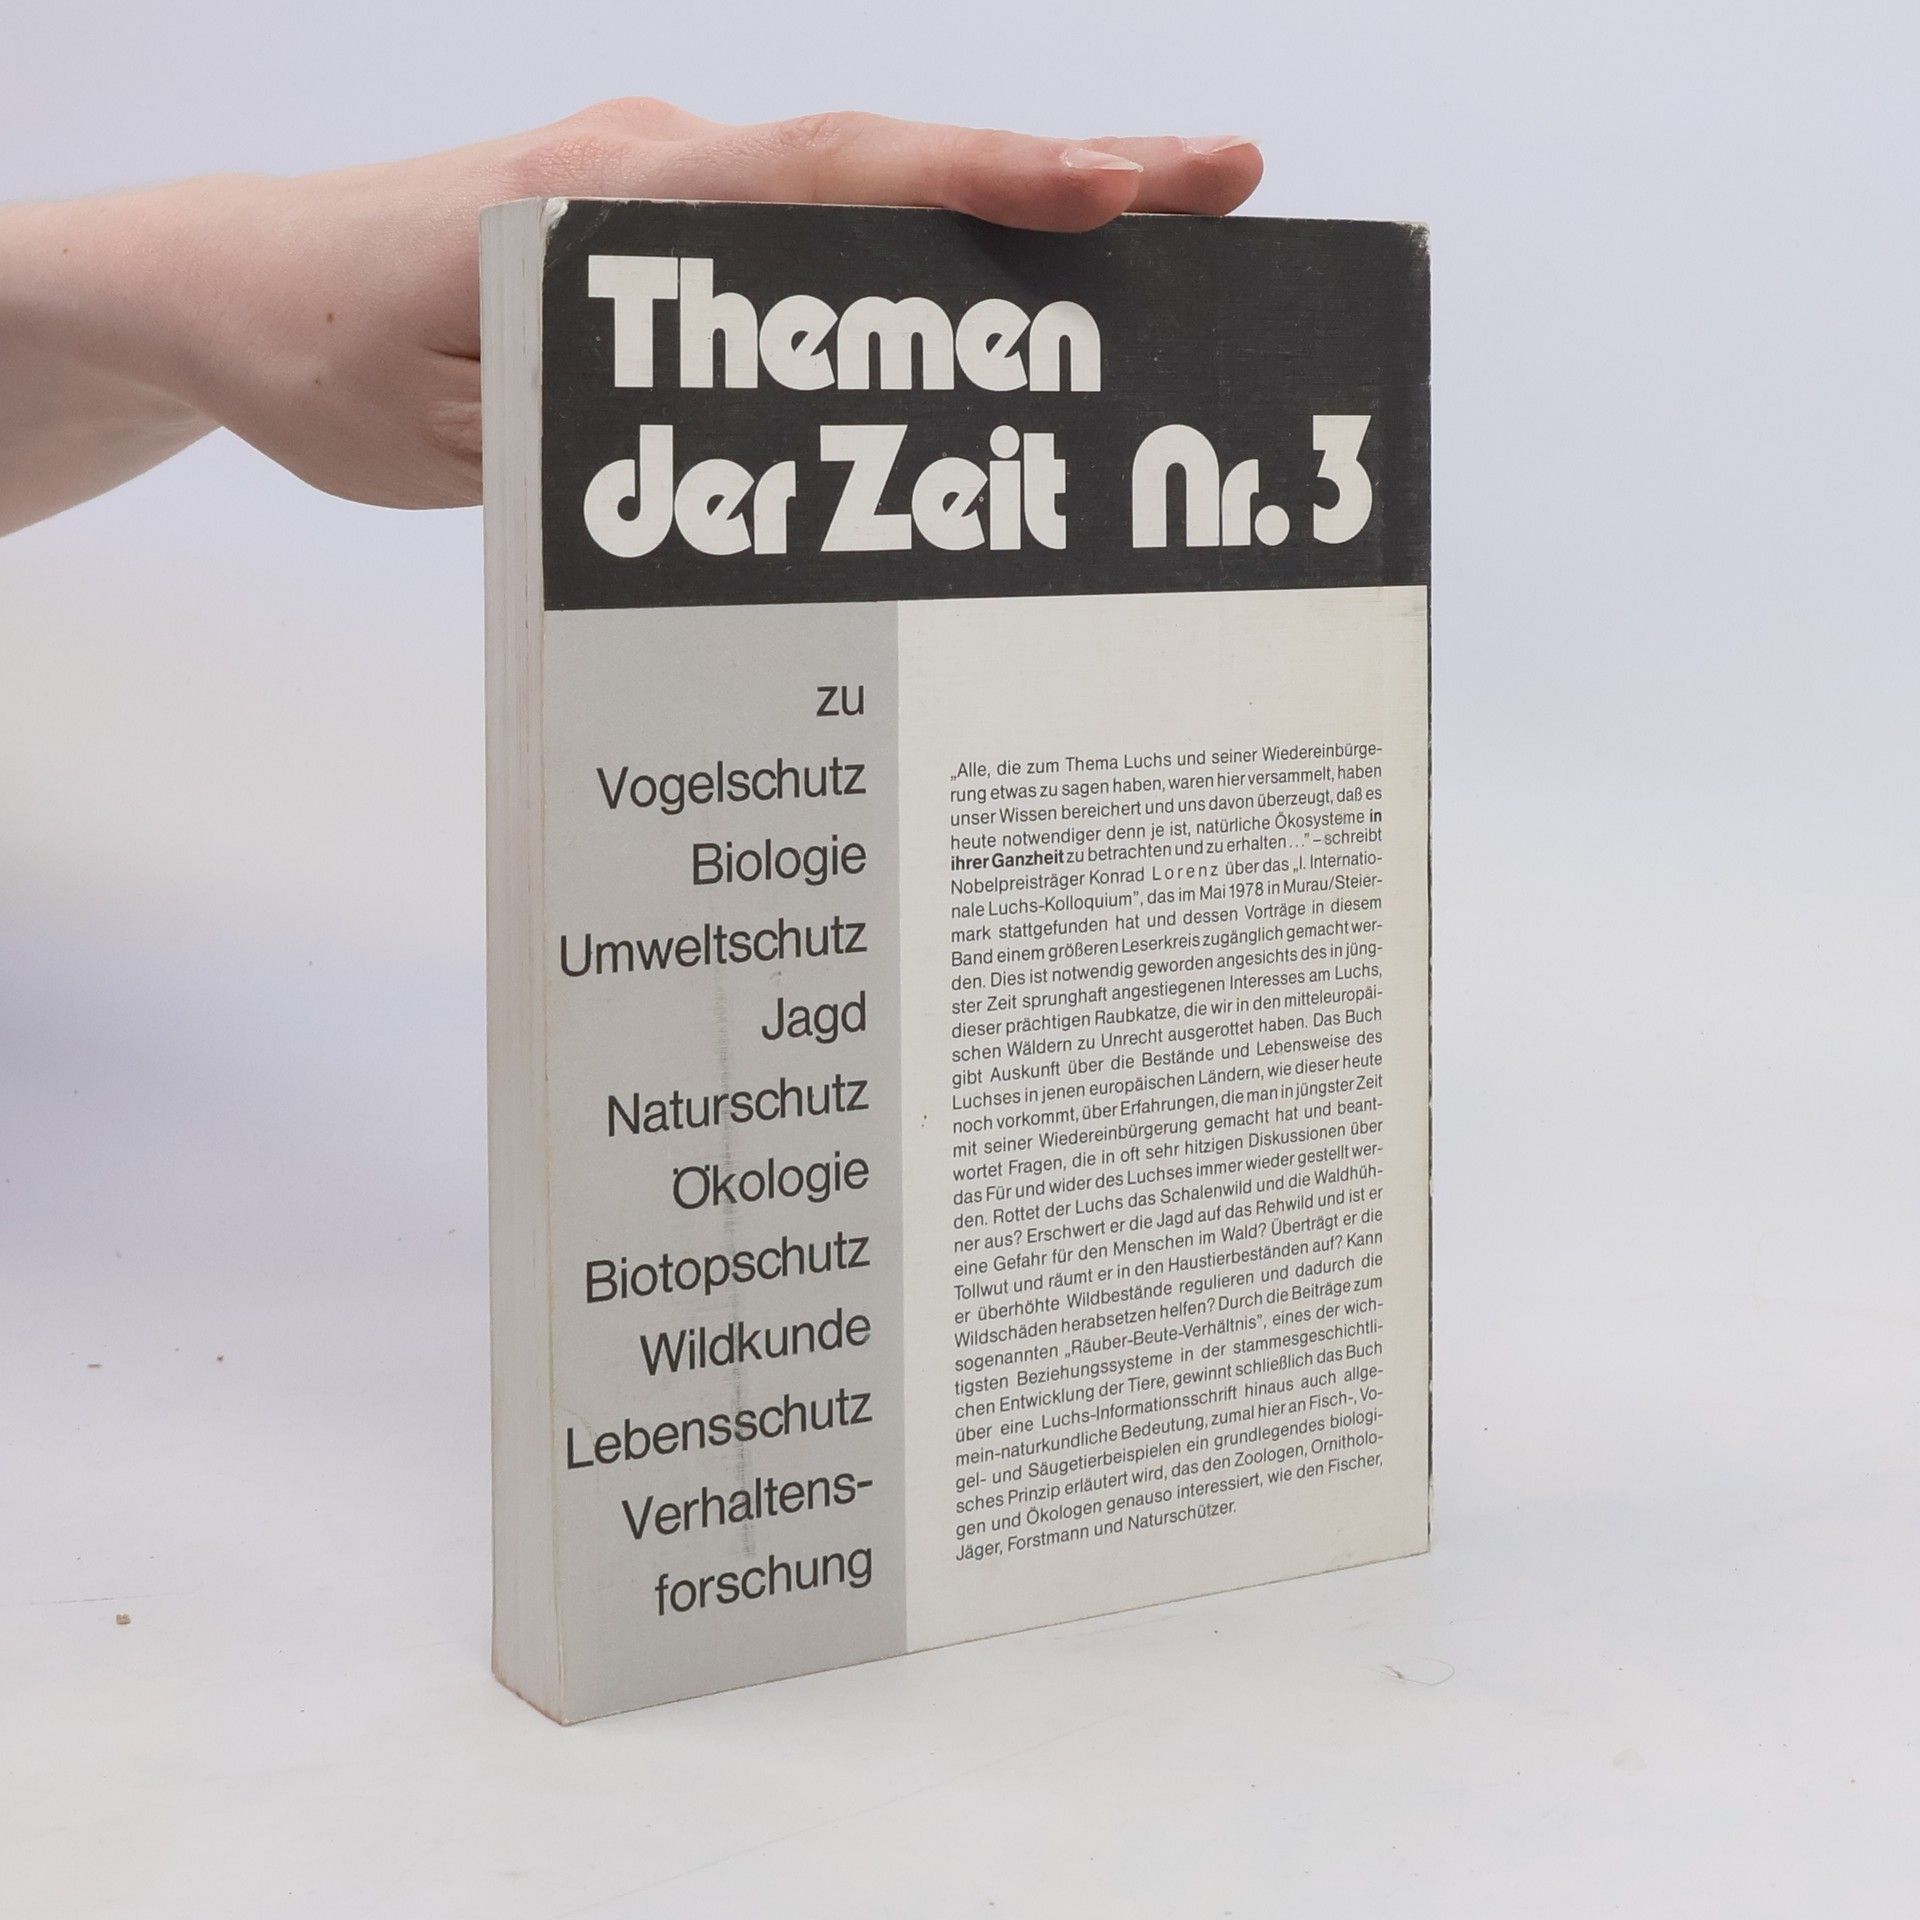 Themen
der Zeit Nr. 3
zu
Vogelschutz
Biologie
Umweltschutz
Jagd
Naturschutz
Ökologie
Biotopschutz
Wildkunde
Lebensschutz
Verhaltens-
forschung
„Alle, die zum Thema Luchs und seiner Wiedereinbürge-
rung etwas zu sagen haben, waren hier versammelt, haben
unser Wissen bereichert und uns davon überzeugt, daß es
heute notwendiger denn je ist, natürliche Ökosysteme in
ihrer Ganzheit zu betrachten und zu erhalten...” – schreibt
Nobelpreisträger Konrad Lorenz über das „I. Internatio-
nale Luchs-Kolloquium”, das im Mai 1978 in Murau/Steier-
mark stattgefunden hat und dessen Vorträge in diesem
Band einem größeren Leserkreis zugänglich gemacht wer-
den. Dies ist notwendig geworden angesichts des in jüng-
ster Zeit sprunghaft angestiegenen Interesses am Luchs,
dieser prächtigen Raubkatze, die wir in den mitteleuropäi-
schen Wäldern zu Unrecht ausgerottet haben. Das Buch
gibt Auskunft über die Bestände und Lebensweise des
Luchses in jenen europäischen Ländern, wie dieser heute
noch vorkommt, über Erfahrungen, die man in jüngster Zeit
mit seiner Wiedereinbürgerung gemacht hat und beant-
wortet Fragen, die in oft sehr hitzigen Diskussionen über
das Für und wider des Luchses immer wieder gestellt wer-
den. Rottet der Luchs das Schalenwild und die Waldhüh-
ner aus? Erschwert er die Jagd auf das Rehwild und ist er
eine Gefahr für den Menschen im Wald? Überträgt er die
Tollwut und räumt er in den Haustierbeständen auf? Kann
er überhöhte Wildbestände regulieren und dadurch die
Wildschäden herabsetzen helfen? Durch die Beiträge zum
sogenannten „Räuber-Beute-Verhältnis”, eines der wich-
tigsten Beziehungssysteme in der stammesgeschichtli-
chen Entwicklung der Tiere, gewinnt schließlich das Buch
über eine Luchs-Informationsschrift hinaus auch allge-
mein-naturkundliche Bedeutung, zumal hier an Fisch-, Vo-
gel- und Säugetierbeispielen ein grundlegendes biologi-
sches Prinzip erläutert wird, das den Zoologen, Ornitholo-
gen und Ökologen genauso interessiert, wie den Fischer,
Jäger, Forstmann und Naturschützer.